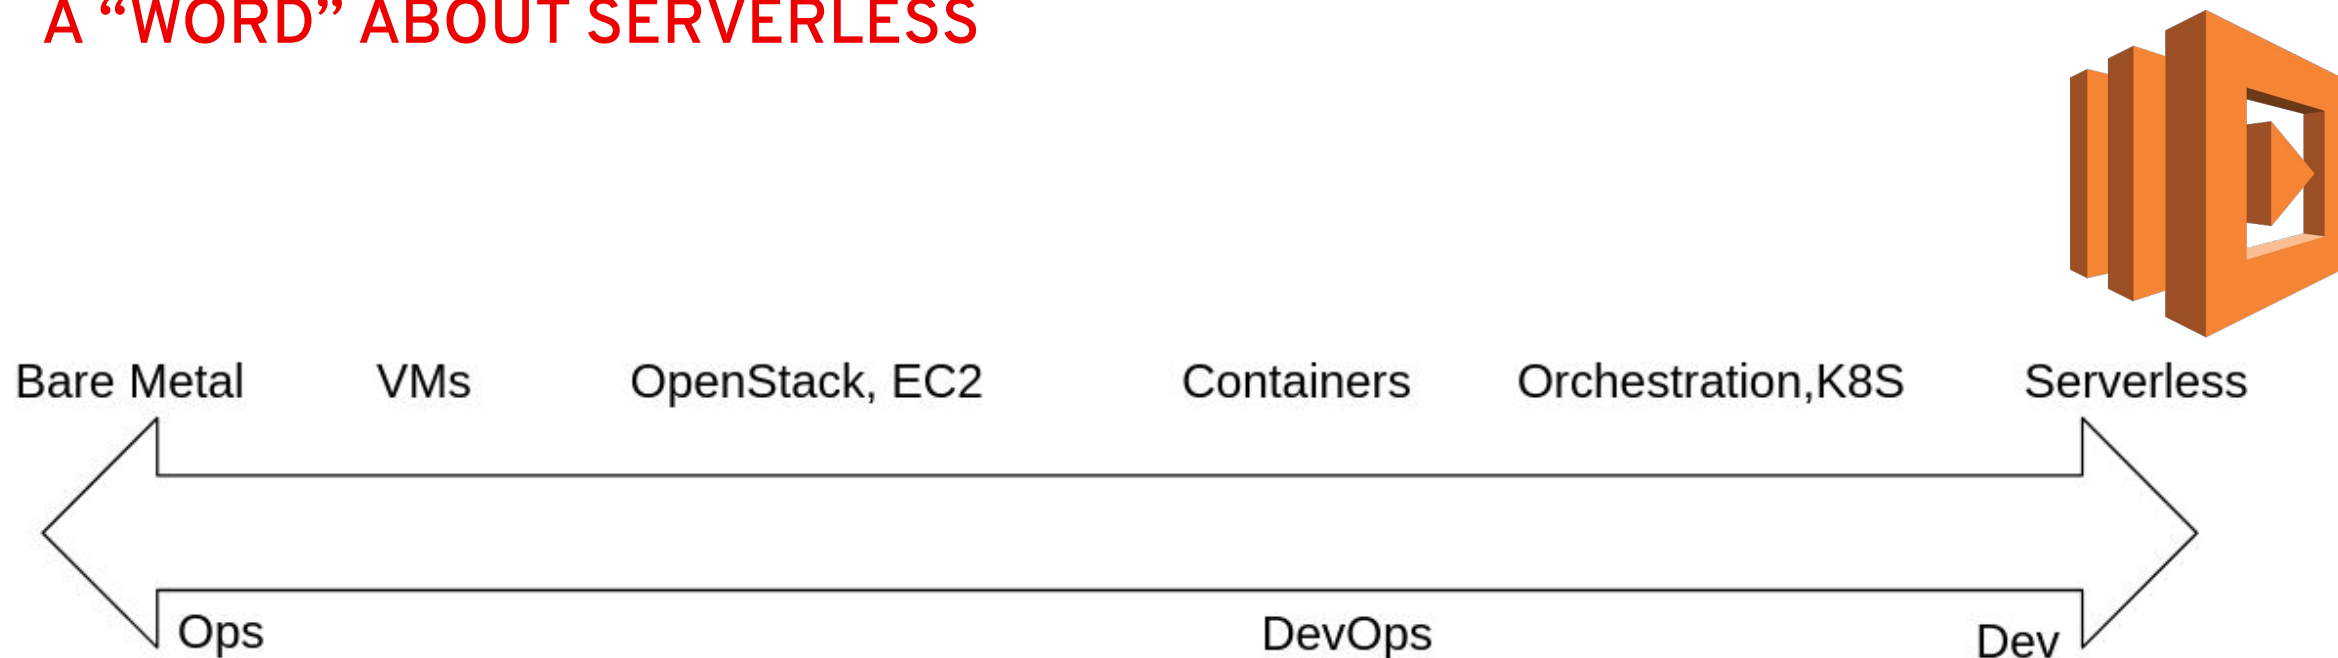 A “WORD” ABOUT SERVERLESS
Bare Metal VMs OpenStack, EC2 Containers Orchestration,K8S Serverless
Ops DevOps Dev